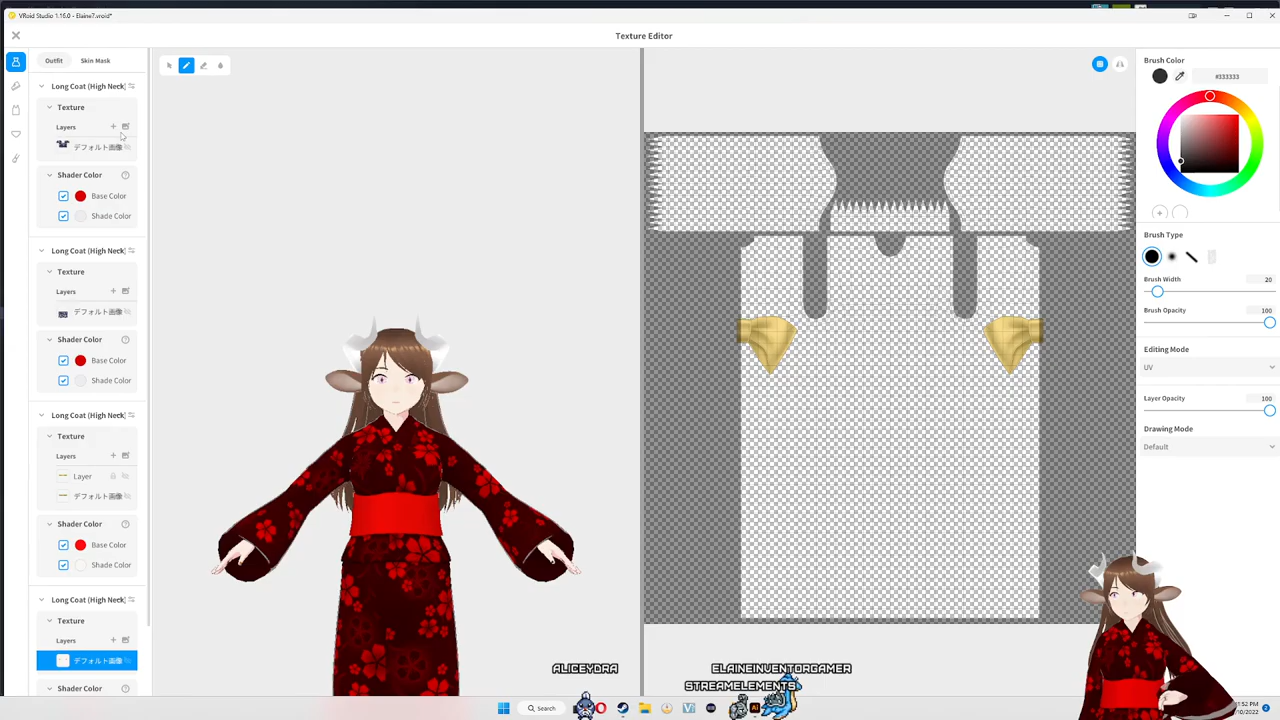 VRoid Studio 1.16.0 - Elaine7.vroid*
Texture Editor
Outfit
Skin Mask
Long Coat (High Neck
Texture
Layers
デフォルト画像
Shader Color
Base Color
Shade Color
Long Coat (High Neck
Texture
Layers
デフォルト画像
Shader Color
Base Color
Shade Color
Long Coat (High Neck
Texture
Layers
Layer
デフォルト画像
Shader Color
Base Color
Shade Color
Long Coat (High Neck
Texture
Layers
デフォルト画像
Shader Color
Brush Color
#333333
Brush Type
Brush Width
20
Brush Opacity
100
Editing Mode
UV
Layer Opacity
100
Drawing Mode
Default
ALICEYDRA
ELAINEINVENTORGAMER
STREAMELEMENTS
Search
:52 PM
/10/2022